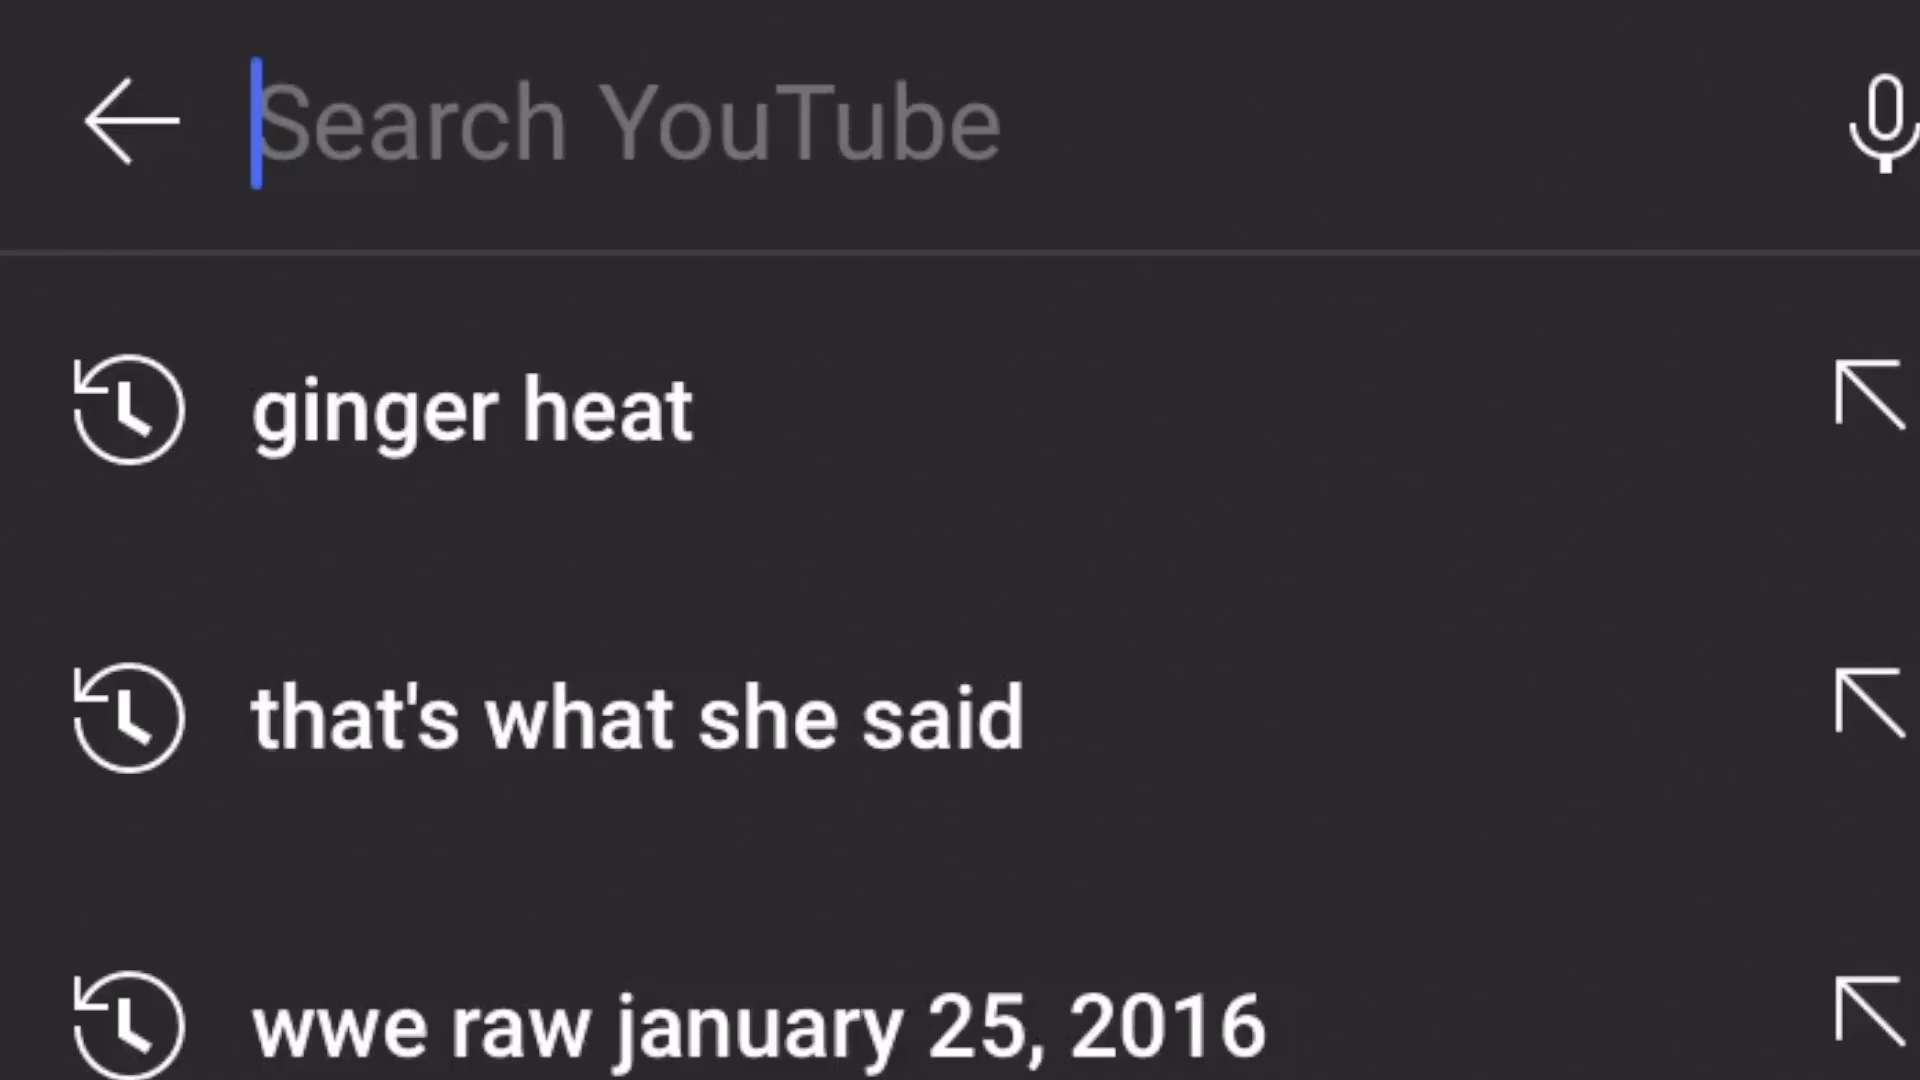 Search YouTube
ginger heat
that's what she said
wwe raw january 25, 2016